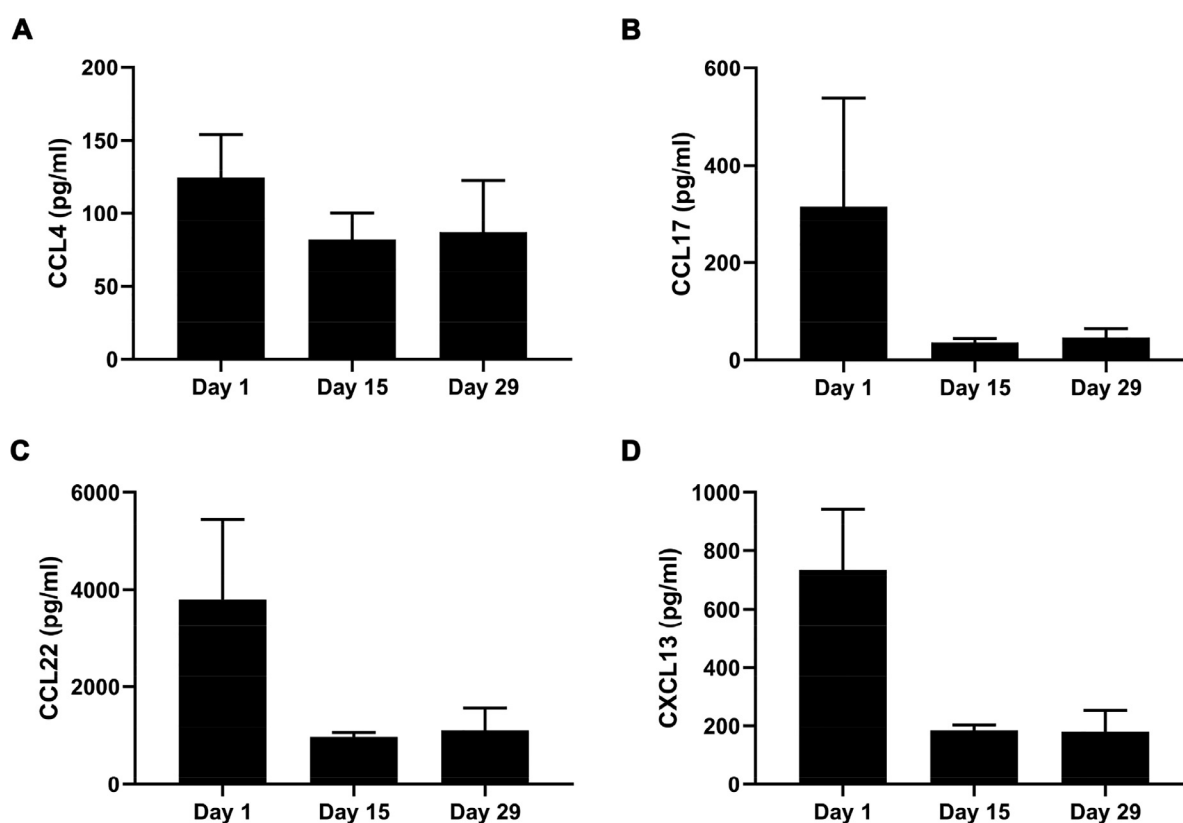 A
CCL4 (pg/ml)
200
150
100
50
0
Day 1 Day 15 Day 29
B
CCL17 (pg/ml)
600
400
200
0
Day 1 Day 15 Day 29
C
CCL22 (pg/ml)
6000
4000
2000
0
Day 1 Day 15 Day 29
D
CXCL13 (pg/ml)
1000
800
600
400
200
0
Day 1 Day 15 Day 29